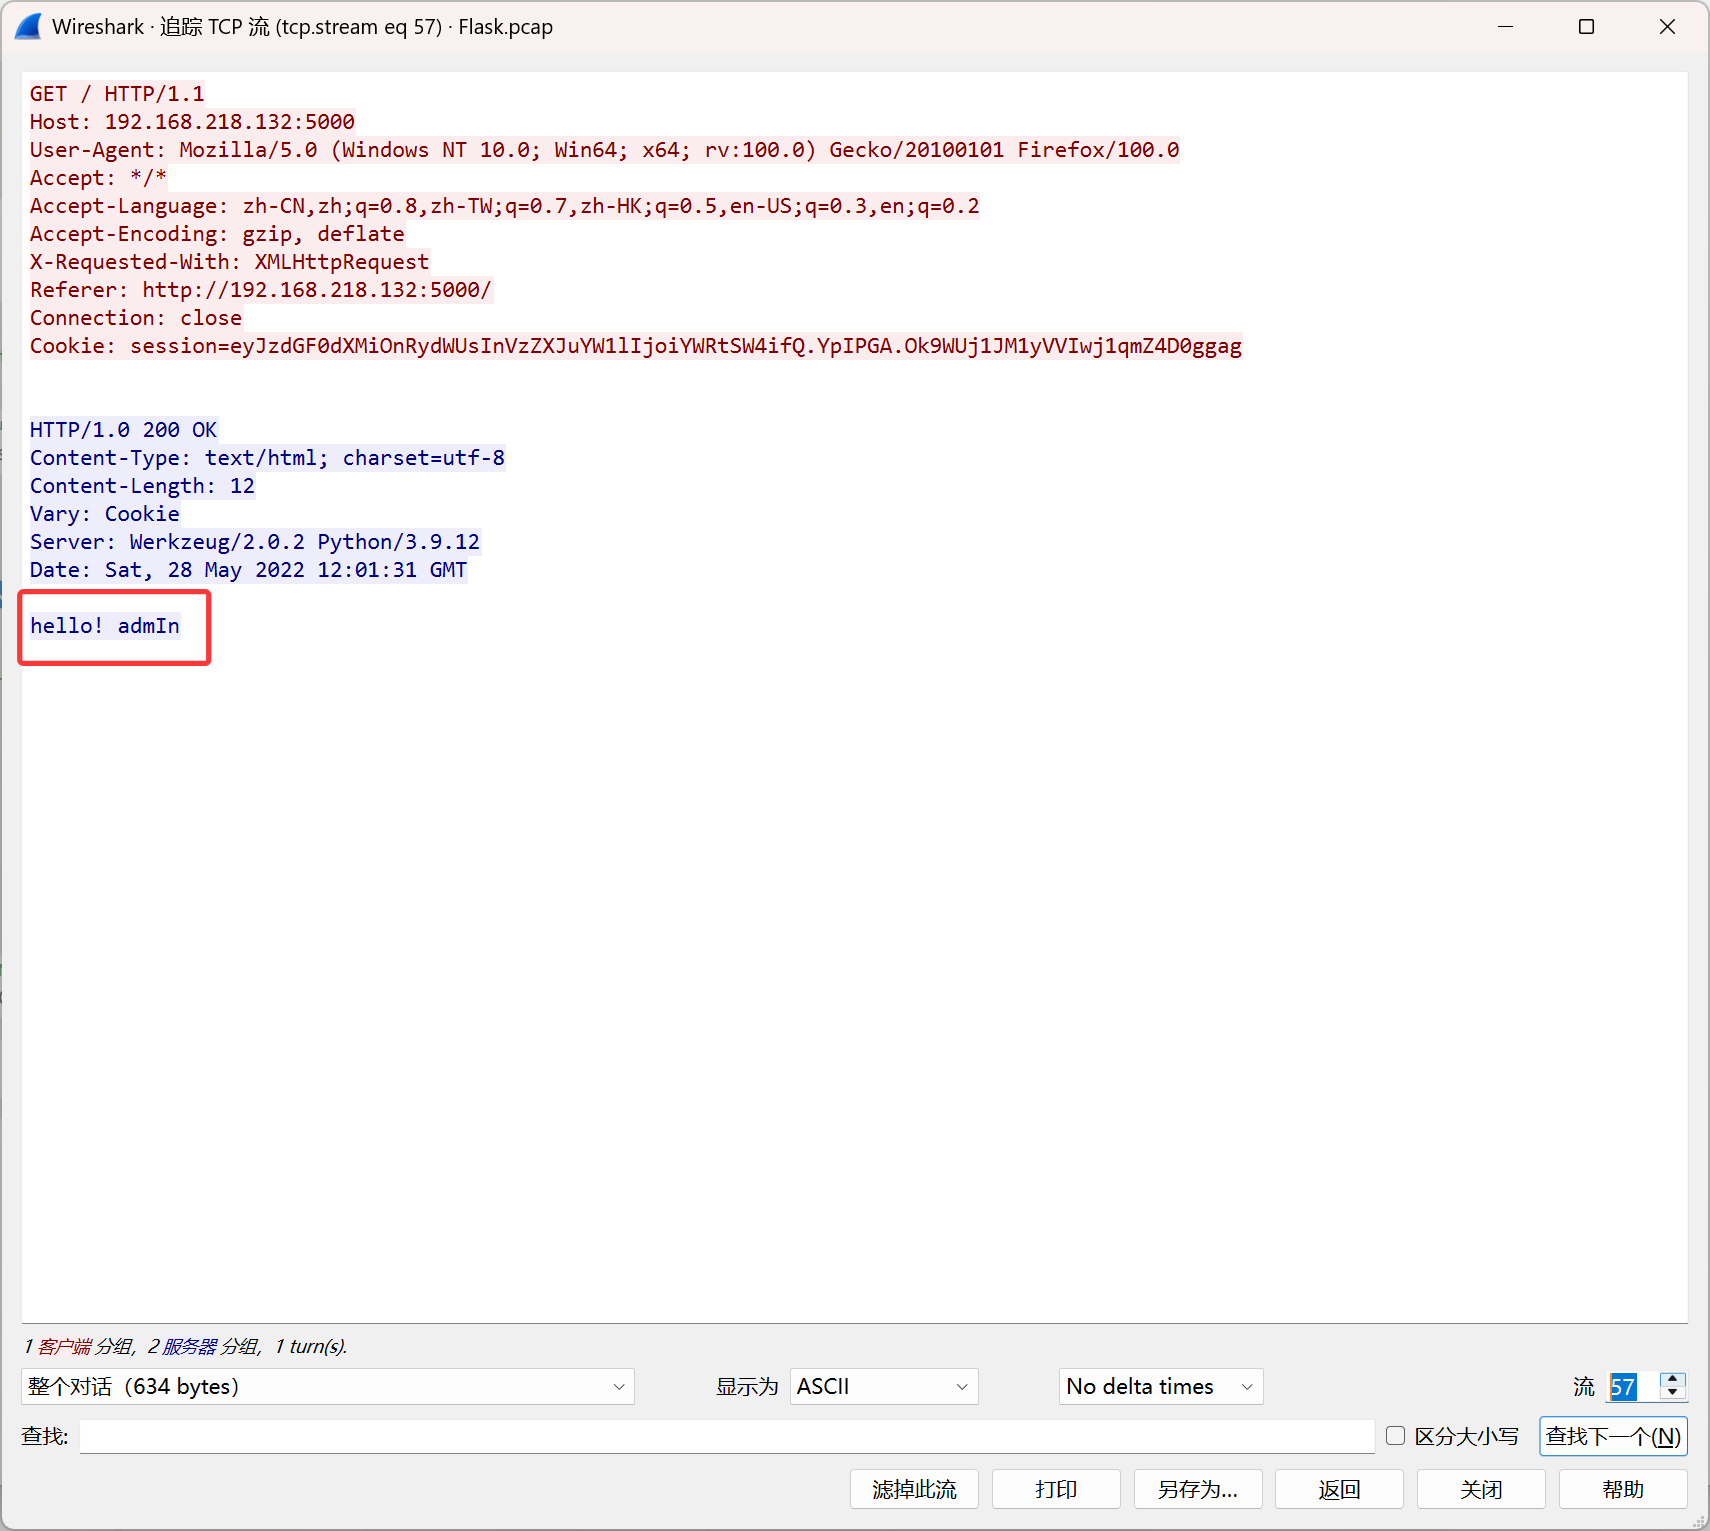 Wireshark · 追踪 TCP 流 (tcp.stream eq 57) · Flask.pcap
GET / HTTP/1.1
Host: 192.168.218.132:5000
User-Agent: Mozilla/5.0 (Windows NT 10.0; Win64; x64; rv:100.0) Gecko/20100101 Firefox/100.0
Accept: */*
Accept-Language: zh-CN,zh;q=0.8,zh-TW;q=0.7,zh-HK;q=0.5,en-US;q=0.3,en;q=0.2
Accept-Encoding: gzip, deflate
X-Requested-With: XMLHttpRequest
Referer: http://192.168.218.132:5000/
Connection: close
Cookie: session=eyJzdGF0dXMiOnRydWUsInVzZXJuYW1lIjoiYWRtSW4ifQ.YpIPGA.Ok9WUj1JM1yVVIwj1qmZ4D0ggag
HTTP/1.0 200 OK
Content-Type: text/html; charset=utf-8
Content-Length: 12
Vary: Cookie
Server: Werkzeug/2.0.2 Python/3.9.12
Date: Sat, 28 May 2022 12:01:31 GMT
hello! admIn
1 客户端 分组, 2 服务器 分组, 1 turn(s).
整个对话（634 bytes） 显示为 ASCII No delta times 流 57
查找: 区分大小写 查找下一个(N)
滤掉此流 打印 另存为... 返回 关闭 帮助